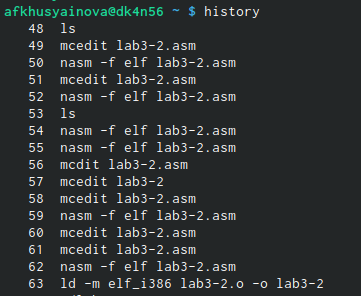 afkhusyainova@dk4n56 ~ $ history
48 ls
49 mcedit lab3-2.asm
50 nasm -f elf lab3-2.asm
51 mcedit lab3-2.asm
52 nasm -f elf lab3-2.asm
53 ls
54 nasm -f elf lab3-2.asm
55 nasm -f elf lab3-2.asm
56 mcdit lab3-2.asm
57 mcedit lab3-2
58 mcedit lab3-2.asm
59 nasm -f elf lab3-2.asm
60 mcedit lab3-2.asm
61 mcedit lab3-2.asm
62 nasm -f elf lab3-2.asm
63 ld -m elf_i386 lab3-2.o -o lab3-2